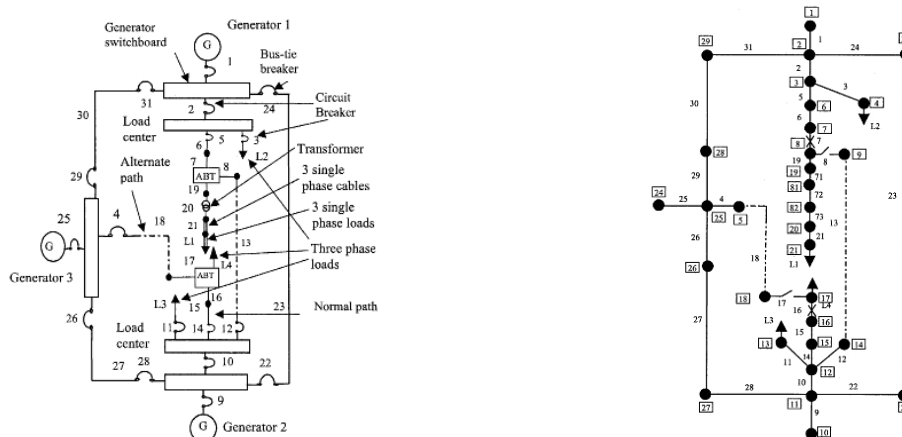 Generator 1
Generator
switchboard
G
1
Bus-tie
breaker
31
24
30
2
Circuit
Breaker
Load
center
5
3
6
Transformer
Alternate
path
7
8
L2
ABT
3 single
phase cables
29
19
20
25
4
18
21
3 single
phase loads
L1
13
G
17
L4
Three phase
loads
Generator 3
ABT
16
L3
15
23
Normal path
26
Load
center
11
14
12
10
27
28
22
9
G
Generator 2
1
29
31
2
1
24
2
3
3
5
6
4
30
6
7
L2
8
7
9
28
19
8
19
71
29
81
24
72
23
25
4
82
25
5
73
13
20
26
21
21
18
L1
26
18
17
17
L4
16
L3
16
27
15
13
15
14
14
11
12
12
28
10
22
27
11
9
10